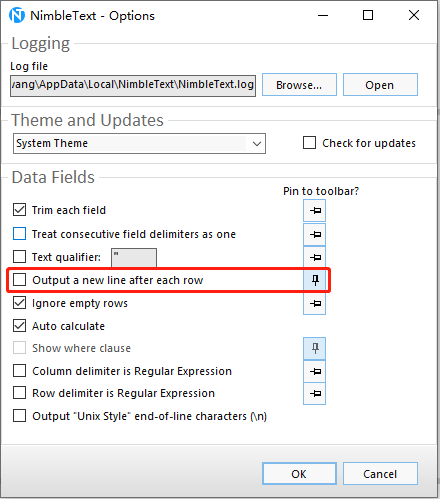 NimbleText - Options
Logging
Log file
vang\AppData\Local\NimbleText\NimbleText.log
Browse...
Open
Theme and Updates
System Theme
Check for updates
Data Fields
Pin to toolbar?
Trim each field
Treat consecutive field delimiters as one
Text qualifier: "
Output a new line after each row
Ignore empty rows
Auto calculate
Show where clause
Column delimiter is Regular Expression
Row delimiter is Regular Expression
Output "Unix Style" end-of-line characters (\n)
OK
Cancel